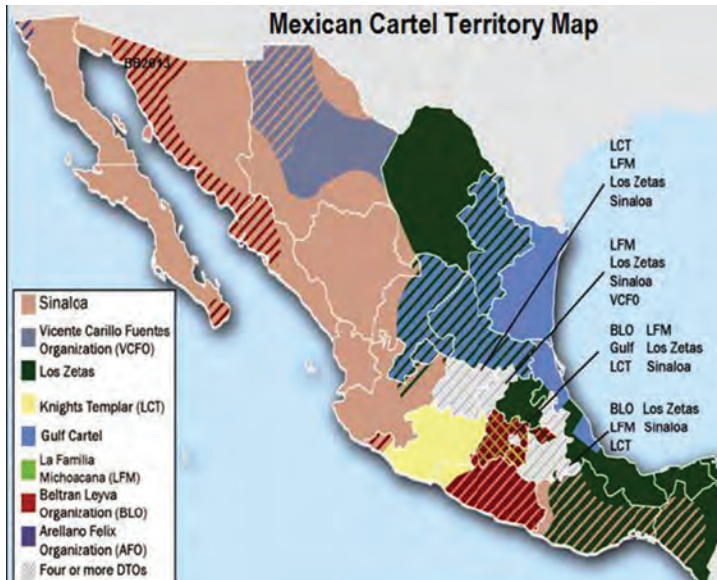 Mexican Cartel Territory Map
BB2013
LCT
LFM
Los Zetas
Sinaloa
LFM
Los Zetas
Sinaloa
VCF0
BLO LFM
Gulf Los Zetas
LCT Sinaloa
BLO Los Zetas
LFM Sinaloa
LCT
Sinaloa
Vicente Carillo Fuentes
Organization (VCFO)
Los Zetas
Knights Templar (LCT)
Gulf Cartel
La Familia
Michoacana (LFM)
Beltran Leyva
Organization (BLO)
Arellano Felix
Organization (AFO)
Four or more DTOs